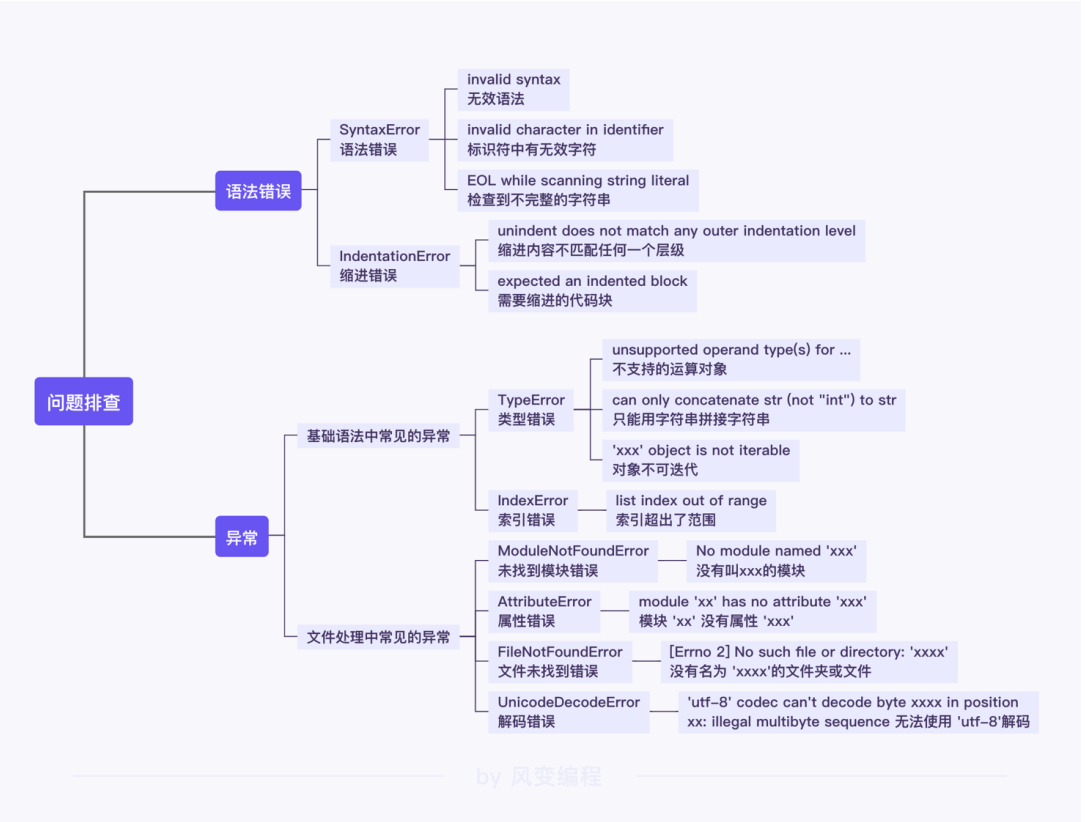 问题排查
语法错误
SyntaxError
语法错误
invalid syntax
无效语法
invalid character in identifier
标识符中有无效字符
EOL while scanning string literal
检查到不完整的字符串
IndentationError
缩进错误
unindent does not match any outer indentation level
缩进内容不匹配任何一个层级
expected an indented block
需要缩进的代码块
异常
基础语法中常见的异常
TypeError
类型错误
unsupported operand type(s) for ...
不支持的运算对象
can only concatenate str (not "int") to str
只能用字符串拼接字符串
'xxx' object is not iterable
对象不可迭代
IndexError
索引错误
list index out of range
索引超出了范围
文件处理中常见的异常
ModuleNotFoundError
未找到模块错误
No module named 'xxx'
没有叫xxx的模块
AttributeError
属性错误
module 'xx' has no attribute 'xxx'
模块 'xx' 没有属性 'xxx'
FileNotFoundError
文件未找到错误
[Errno 2] No such file or directory: 'xxxx'
没有名为 'xxxx'的文件夹或文件
UnicodeDecodeError
解码错误
'utf-8' codec can't decode byte xxxx in position
xx: illegal multibyte sequence 无法使用 'utf-8'解码
by 风变编程